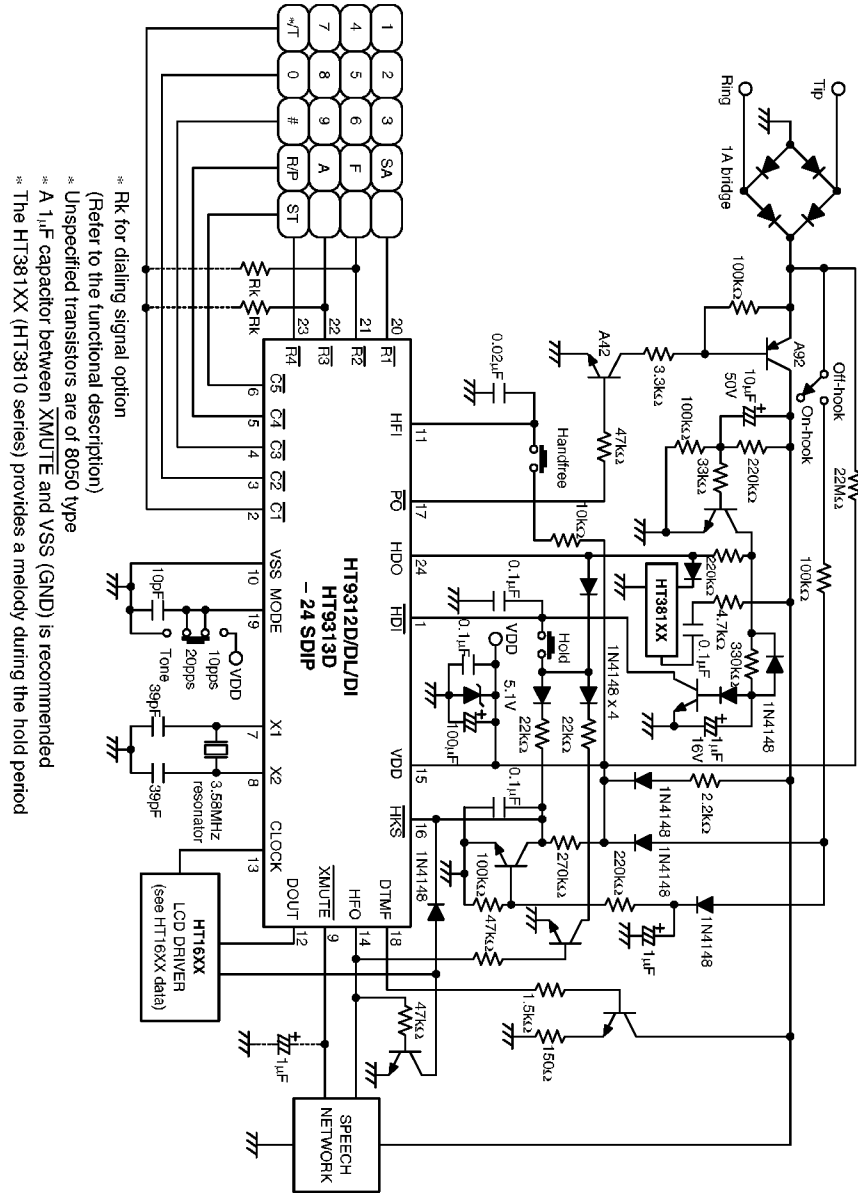 Tip
Ring
1A bridge
22MΩ
Off-hook
On-hook
100kΩ
100kΩ
A92
10μF
50V
220kΩ
100kΩ
33kΩ
3.3kΩ
A42
47kΩ
220kΩ
HT381XX
4.7kΩ
0.1μF
330kΩ
1N4148
1μF
16V
2.2kΩ
1N4148
1N4148
1N4148
0.02μF
Handfree
10kΩ
0.1μF
Hold
1N4148 x 4
VDD
0.1μF
5.1V
100μF
22kΩ
22kΩ
0.1μF
270kΩ
220kΩ
100kΩ
47kΩ
1μF
1N4148
1.5kΩ
150Ω
47kΩ
1 2 3 SA
4 5 6 F
7 8 9 A
*/T 0 # R/P ST
Rk
Rk
20 R1
21 R2
22 R3
23 R4
HFI 11
PO 17
HDO 24
HDI 1
VDD 15
HKS 16
DTMF 18
HFO 14
XMUTE 9
DOUT 12
HT9312D/DL/DI
HT9313D
– 24 SDIP
C5 6
C4 5
C3 4
C2 3
C1 2
VSS 10
MODE 19
X1 7
X2 8
CLOCK 13
10pF
VDD
10pps
20pps
Tone
39pF
39pF
3.58MHz
resonator
HT16XX
LCD DRIVER
(see HT16XX data)
1μF
SPEECH
NETWORK
* Rk for dialing signal option
(Refer to the functional description)
* Unspecified transistors are of 8050 type
* A 1μF capacitor between XMUTE and VSS (GND) is recommended
* The HT381XX (HT3810 series) provides a melody during the hold period